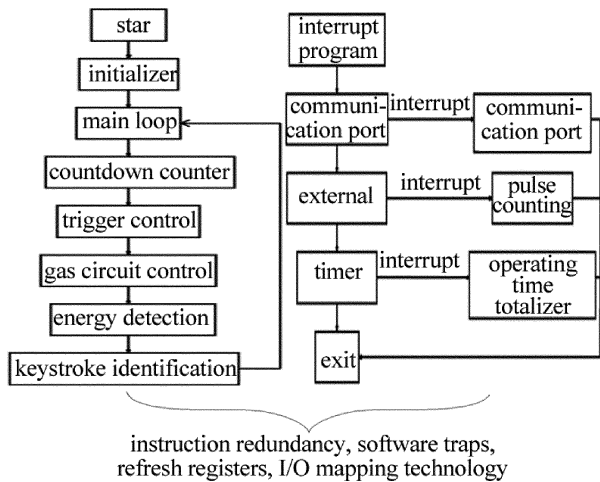 star
initializer
main loop
countdown counter
trigger control
gas circuit control
energy detection
keystroke identification
interrupt
program
communi-
cation port
interrupt
communi-
cation port
external
interrupt
pulse
counting
timer
interrupt
operating
time
totalizer
exit
instruction redundancy, software traps,
refresh registers, I/O mapping technology